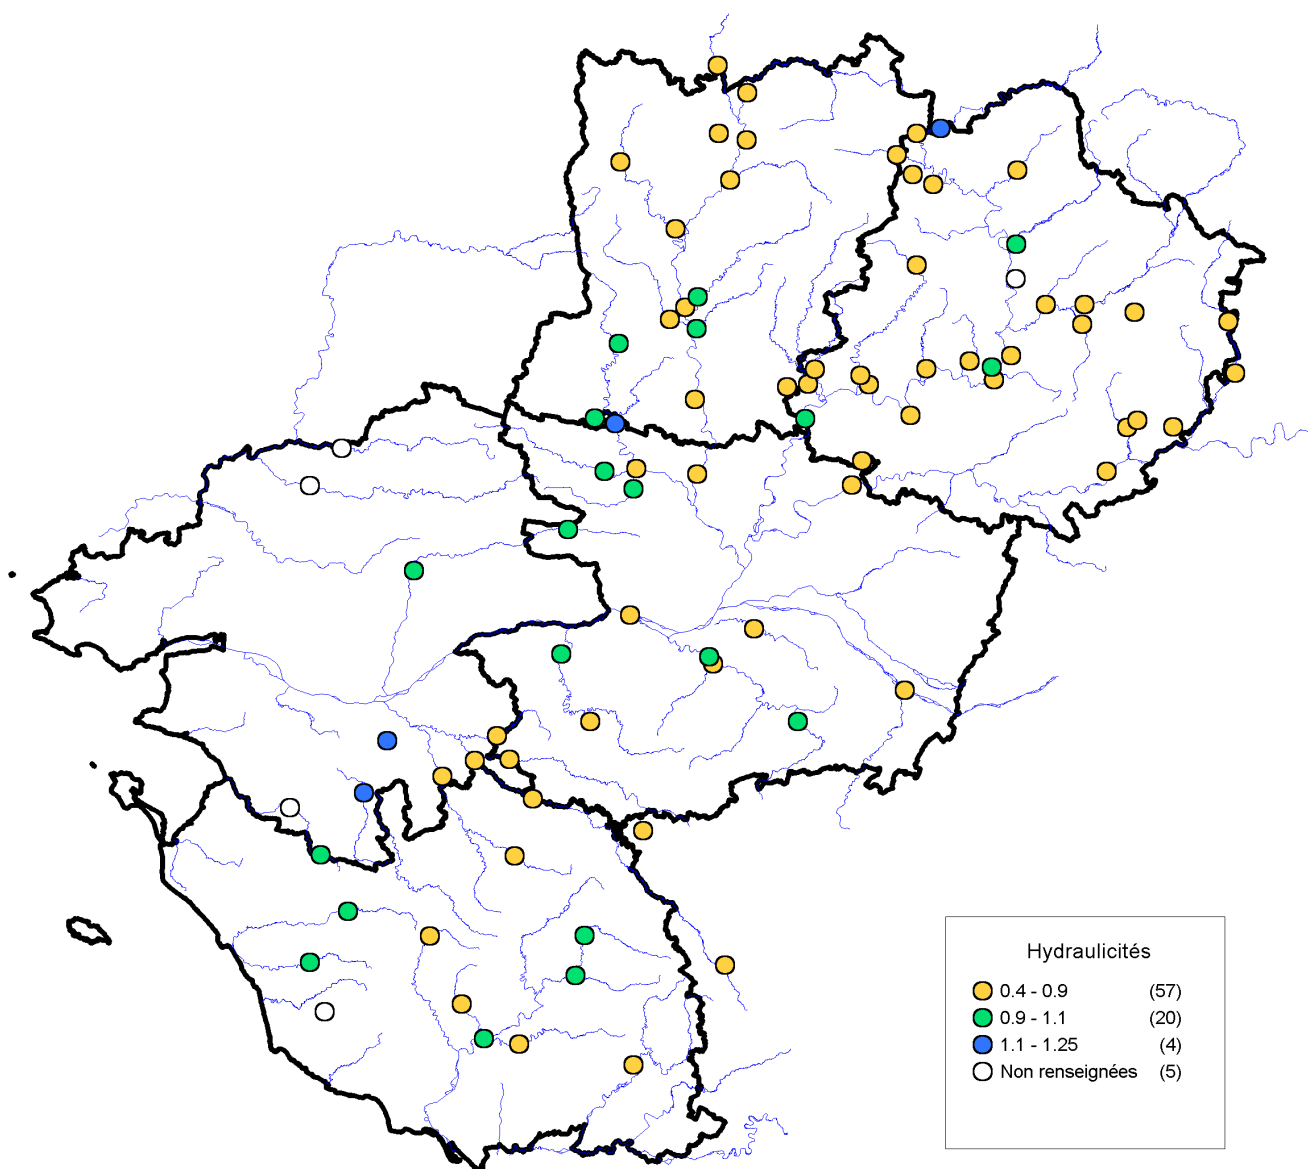 Hydraulicités
0.4 - 0.9 (57)
0.9 - 1.1 (20)
1.1 - 1.25 (4)
Non renseignées (5)